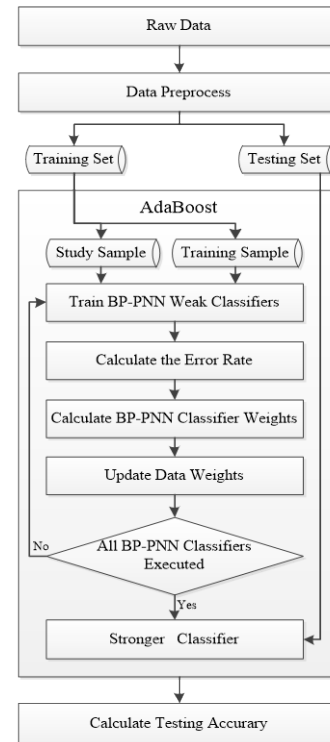 Raw Data
Data Preprocess
Training Set
Testing Set
AdaBoost
Study Sample
Training Sample
Train BP-PNN Weak Classifiers
Calculate the Error Rate
Calculate BP-PNN Classifier Weights
Update Data Weights
No
All BP-PNN Classifiers
Executed
Yes
Stronger Classifier
Calculate Testing Accurary